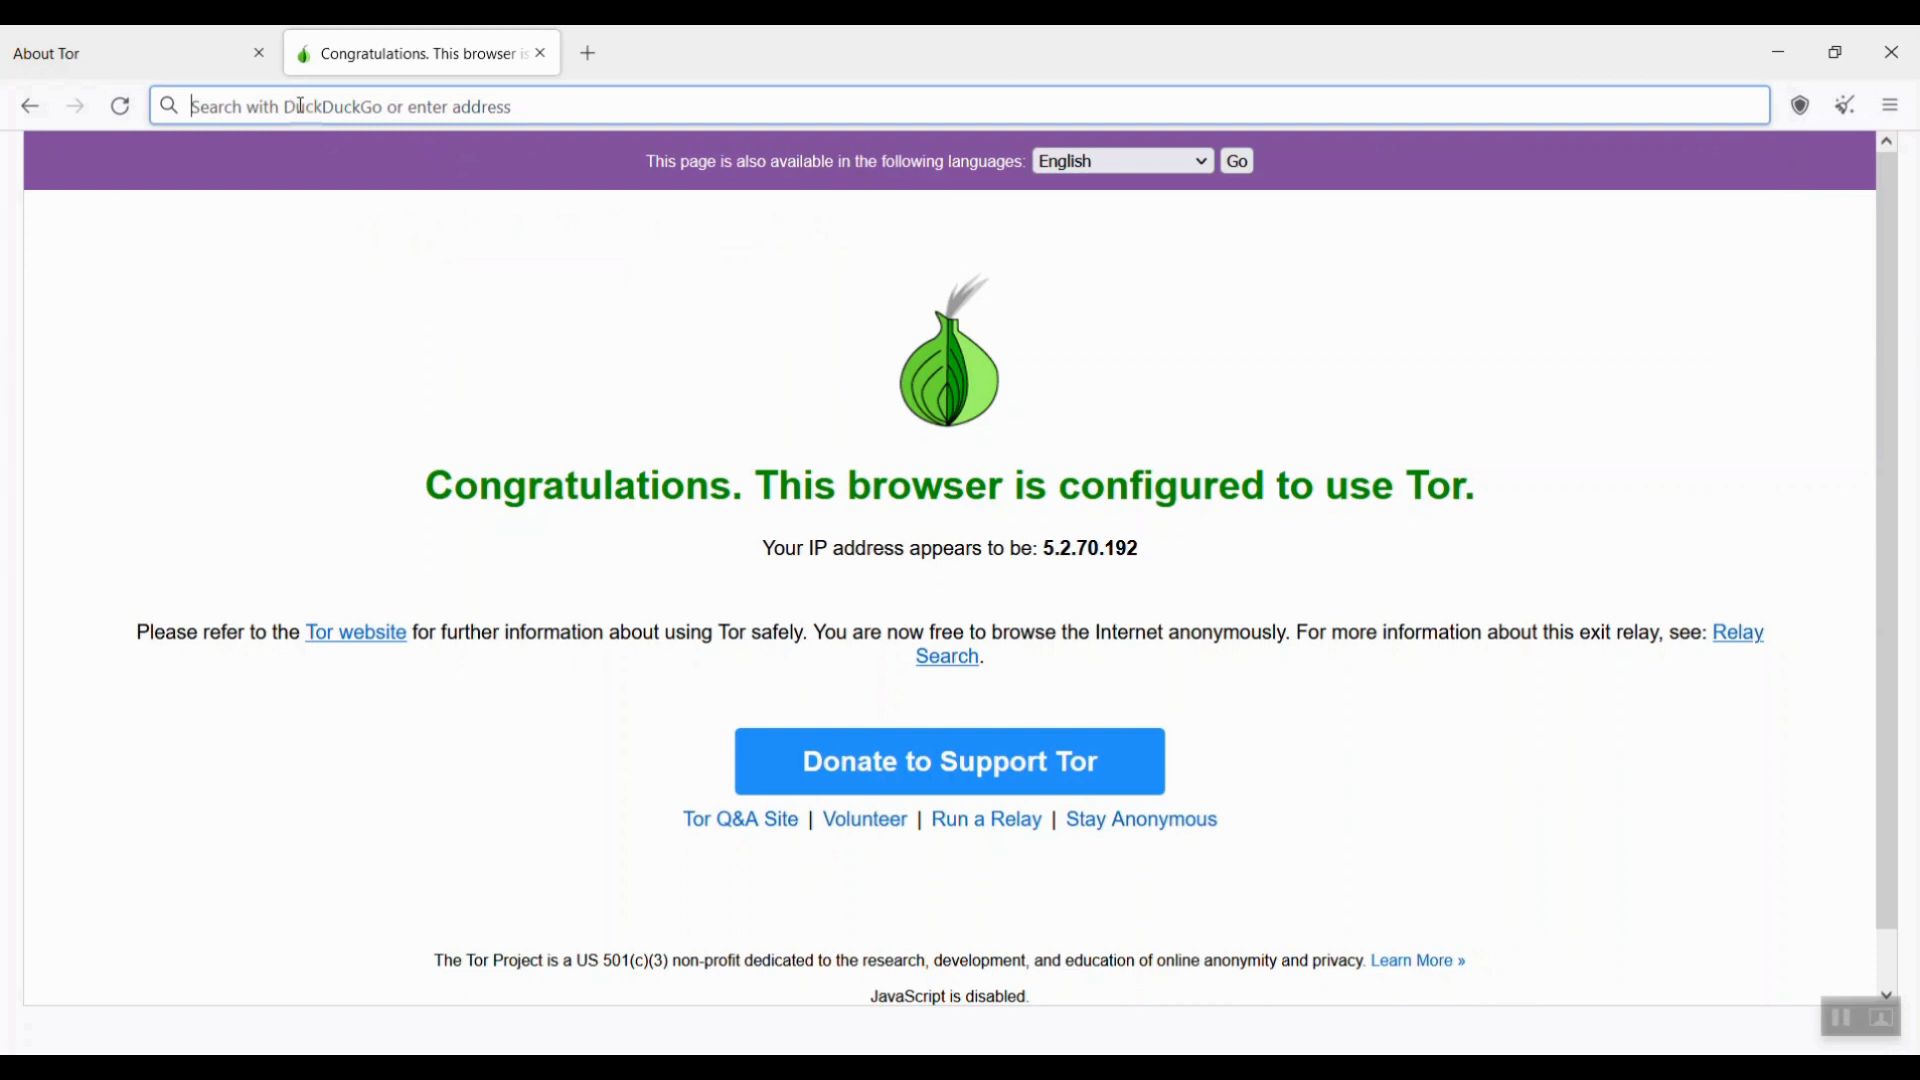 About Tor
Congratulations. This browser is
Search with DuckDuckGo or enter address
This page is also available in the following languages: English Go
Congratulations. This browser is configured to use Tor.
Your IP address appears to be: 5.2.70.192
Please refer to the Tor website for further information about using Tor safely. You are now free to browse the Internet anonymously. For more information about this exit relay, see: Relay
Search.
Donate to Support Tor
Tor Q&A Site | Volunteer | Run a Relay | Stay Anonymous
The Tor Project is a US 501(c)(3) non-profit dedicated to the research, development, and education of online anonymity and privacy. Learn More »
JavaScript is disabled.